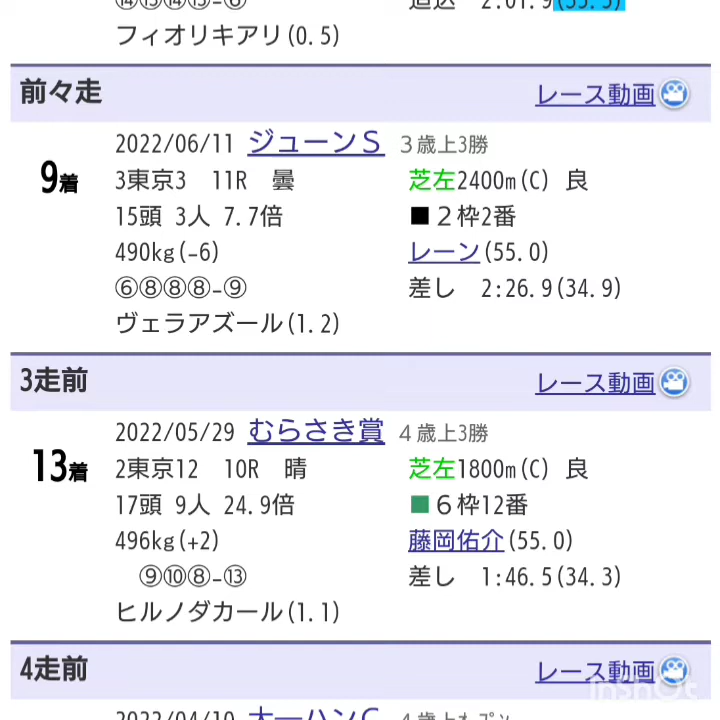 フィオリキアリ(0.5)
前々走 レース動画
2022/06/11 ジューンS 3歳上3勝
9着 3東京3 11R 曇 芝左2400m(C) 良
15頭 3人 7.7倍 ■2枠2番
490kg(-6) レーン(55.0)
⑥⑧⑧⑧-⑨ 差し 2:26.9(34.9)
ヴェラアズール(1.2)
3走前 レース動画
2022/05/29 むらさき賞 4歳上3勝
13着 2東京12 10R 晴 芝左1800m(C) 良
17頭 9人 24.9倍 ■6枠12番
496kg(+2) 藤岡佑介(55.0)
⑨⑩⑧-⑬ 差し 1:46.5(34.3)
ヒルノダカール(1.1)
4走前 レース動画
InShOt